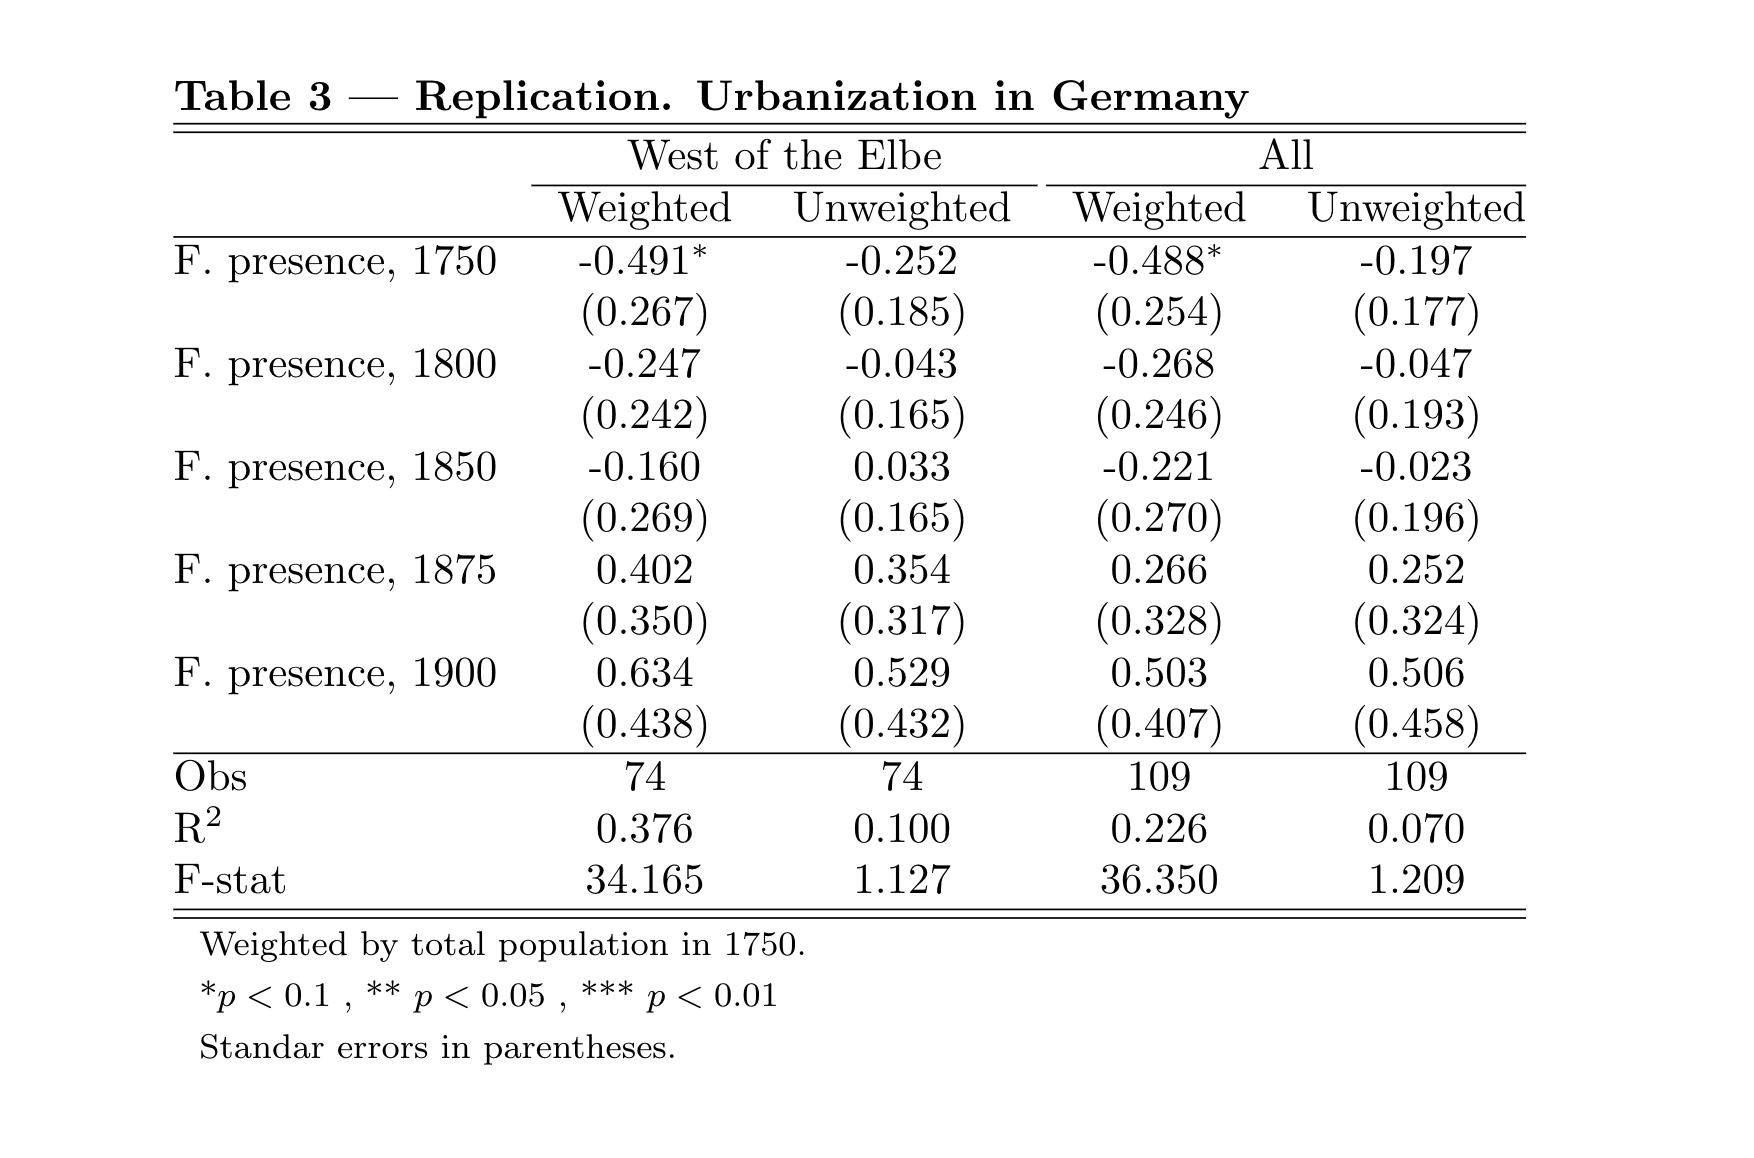 Table 3 — Replication. Urbanization in Germany
West of the Elbe All
Weighted Unweighted Weighted Unweighted
F. presence, 1750 -0.491* -0.252 -0.488* -0.197
(0.267) (0.185) (0.254) (0.177)
F. presence, 1800 -0.247 -0.043 -0.268 -0.047
(0.242) (0.165) (0.246) (0.193)
F. presence, 1850 -0.160 0.033 -0.221 -0.023
(0.269) (0.165) (0.270) (0.196)
F. presence, 1875 0.402 0.354 0.266 0.252
(0.350) (0.317) (0.328) (0.324)
F. presence, 1900 0.634 0.529 0.503 0.506
(0.438) (0.432) (0.407) (0.458)
Obs 74 74 109 109
R² 0.376 0.100 0.226 0.070
F-stat 34.165 1.127 36.350 1.209
Weighted by total population in 1750.
*p < 0.1 , ** p < 0.05 , *** p < 0.01
Standar errors in parentheses.